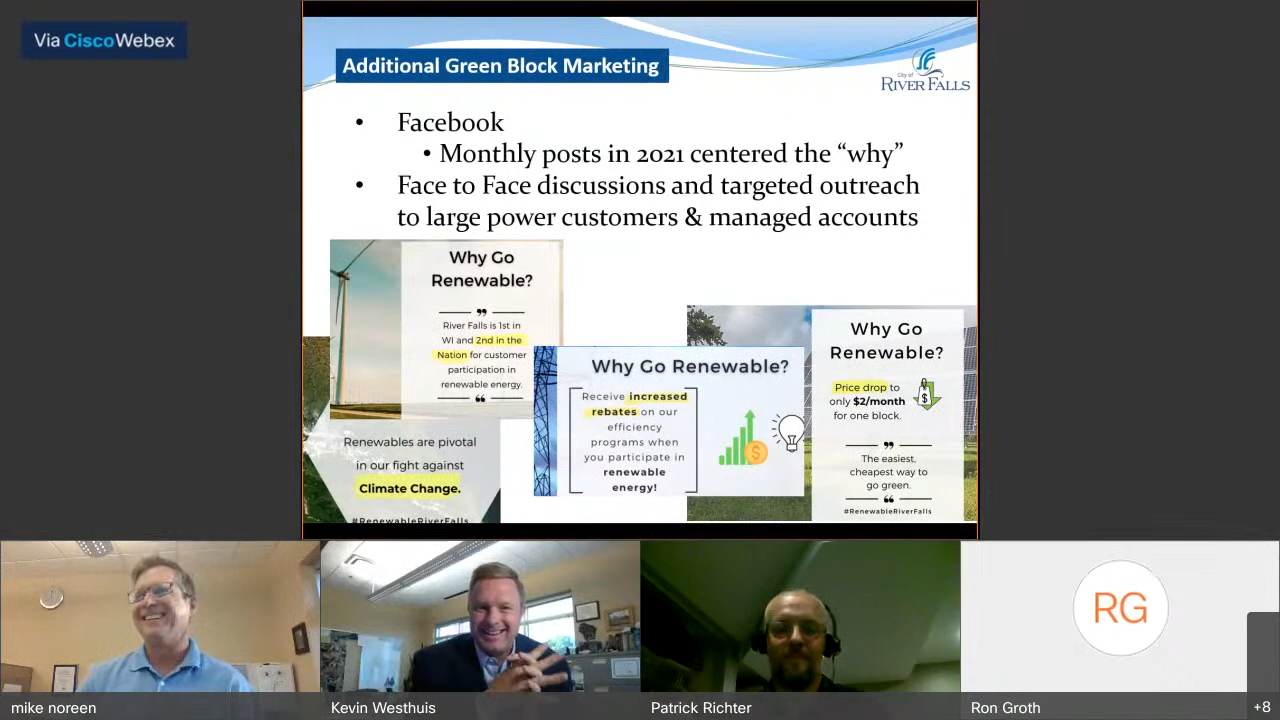 Via Cisco Webex
Additional Green Block Marketing
City of
RIVER FALLS
• Facebook
• Monthly posts in 2021 centered the “why”
• Face to Face discussions and targeted outreach
to large power customers & managed accounts
Why Go
Renewable?
River Falls is 1st in
WI and 2nd in the
Nation for customer
participation in
renewable energy.
Renewables are pivotal
in our fight against
Climate Change.
#RenewableRiverFalls
Why Go Renewable?
Receive increased
rebates on our
efficiency
programs when
you participate in
renewable
energy!
$
Why Go
Renewable?
Price drop to
only $2/month
for one block.
$
The easiest,
cheapest way to
go green.
#RenewableRiverFalls
RG
mike noreen
Kevin Westhuis
Patrick Richter
Ron Groth
+8